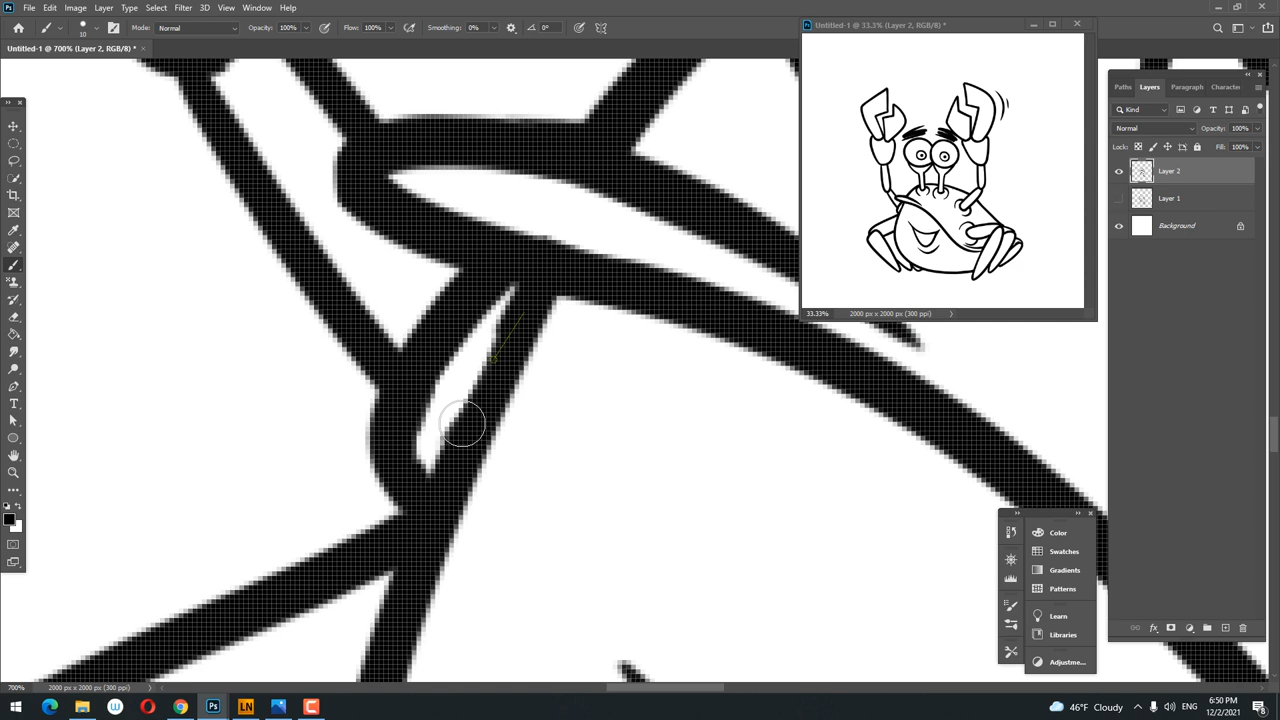 File Edit Image Layer Type Select Filter 3D View Window Help
10 Mode: Normal Opacity: 100% Flow: 100% Smoothing: 0% 0°
Untitled-1 @ 700% (Layer 2, RGB/8) *
Untitled-1 @ 33.3% (Layer 2, RGB/8) *
33.33% 2000 px x 2000 px (300 ppi)
Paths Layers Paragraph Character
Kind
Normal Opacity: 100%
Lock: Fill: 100%
Layer 2
Layer 1
Background
Color
Swatches
Gradients
Patterns
Learn
Libraries
Adjustme...
700% 2000 px x 2000 px (300 ppi)
46°F Cloudy ENG 6:50 PM
12/2/2021 8